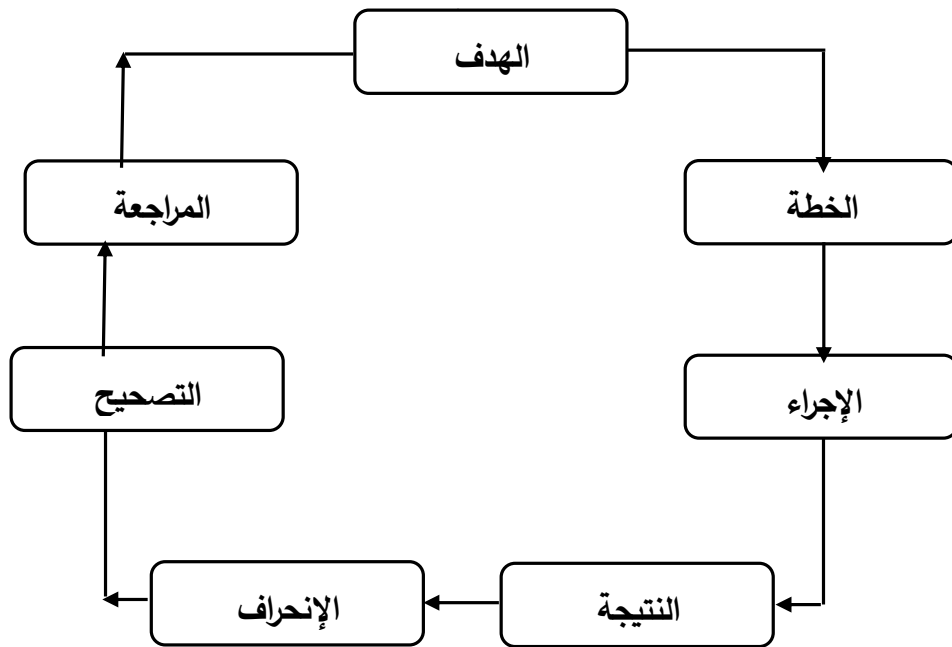 الهدف
الخطة
الإجراء
النتيجة
الإنحراف
التصحيح
المراجعة